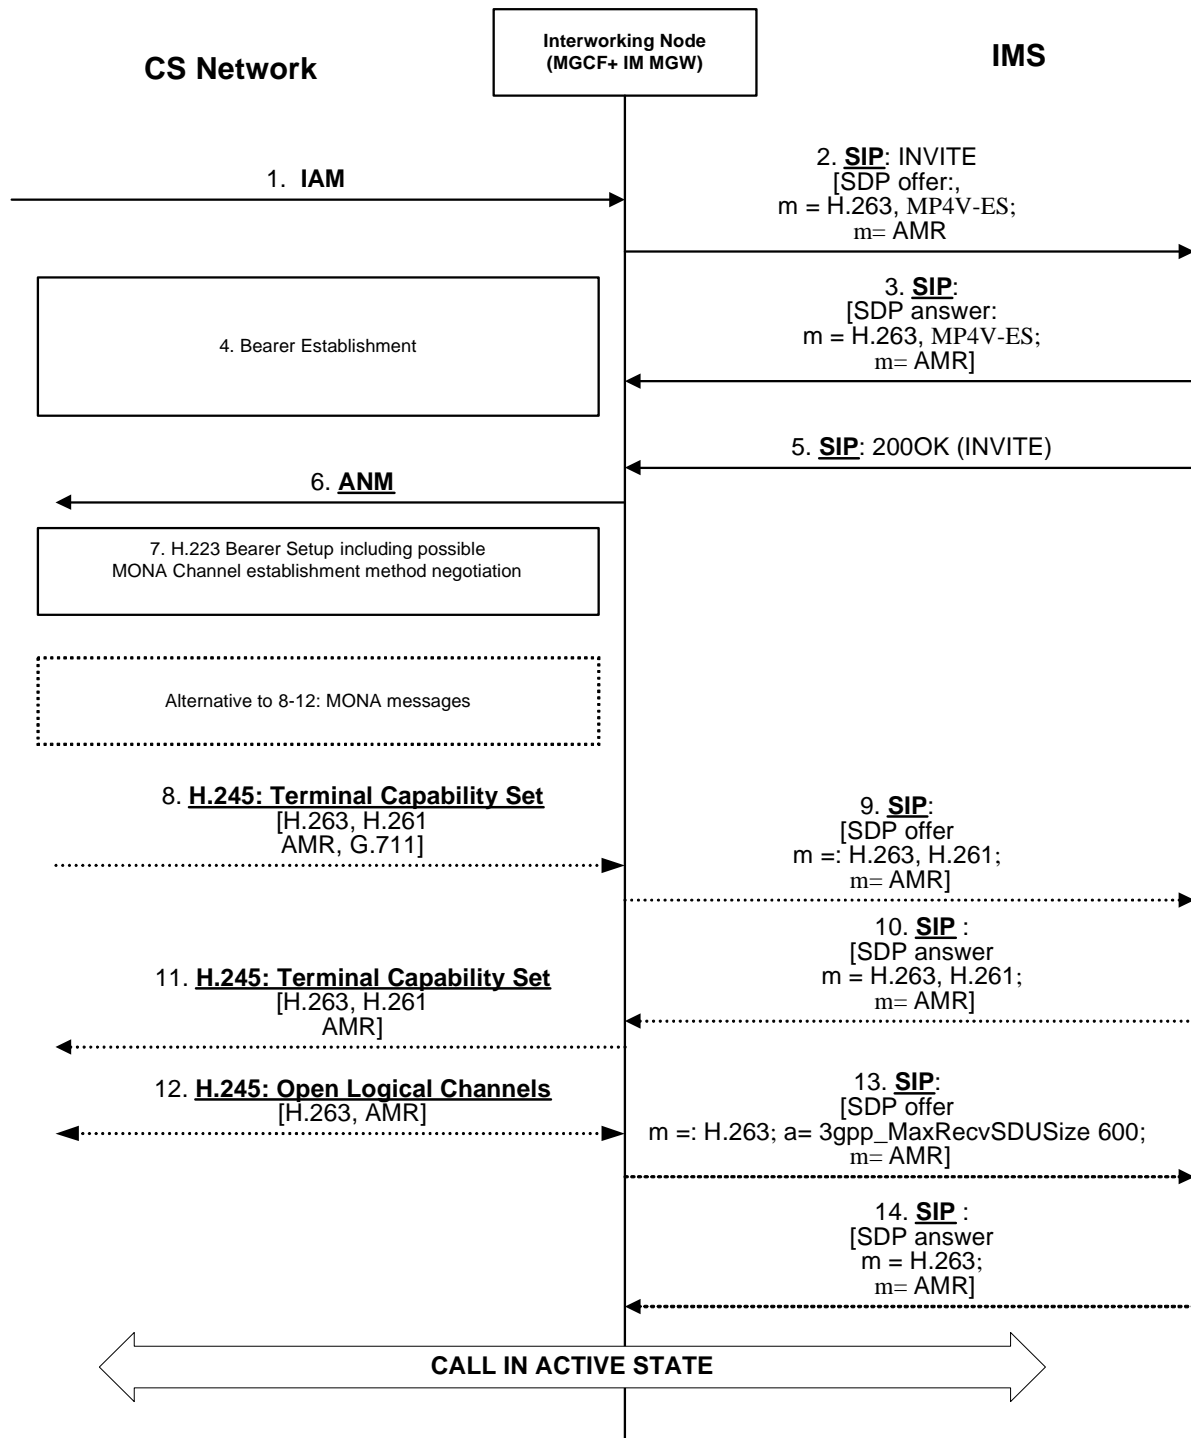 Interworking Node
(MGCF+ IM MGW)
CS Network
IMS
1. IAM
2. SIP: INVITE
[SDP offer:,
m = H.263, MP4V-ES;
m= AMR
3. SIP:
[SDP answer:
m = H.263, MP4V-ES;
m= AMR]
4. Bearer Establishment
5. SIP: 200OK (INVITE)
6. ANM
7. H.223 Bearer Setup including possible
MONA Channel establishment method negotiation
Alternative to 8-12: MONA messages
8. H.245: Terminal Capability Set
[H.263, H.261
AMR, G.711]
9. SIP:
[SDP offer
m =: H.263, H.261;
m= AMR]
10. SIP :
[SDP answer
m = H.263, H.261;
m= AMR]
11. H.245: Terminal Capability Set
[H.263, H.261
AMR]
12. H.245: Open Logical Channels
[H.263, AMR]
13. SIP:
[SDP offer
m =: H.263; a= 3gpp_MaxRecvSDUSize 600;
m= AMR]
14. SIP :
[SDP answer
m = H.263;
m= AMR]
CALL IN ACTIVE STATE